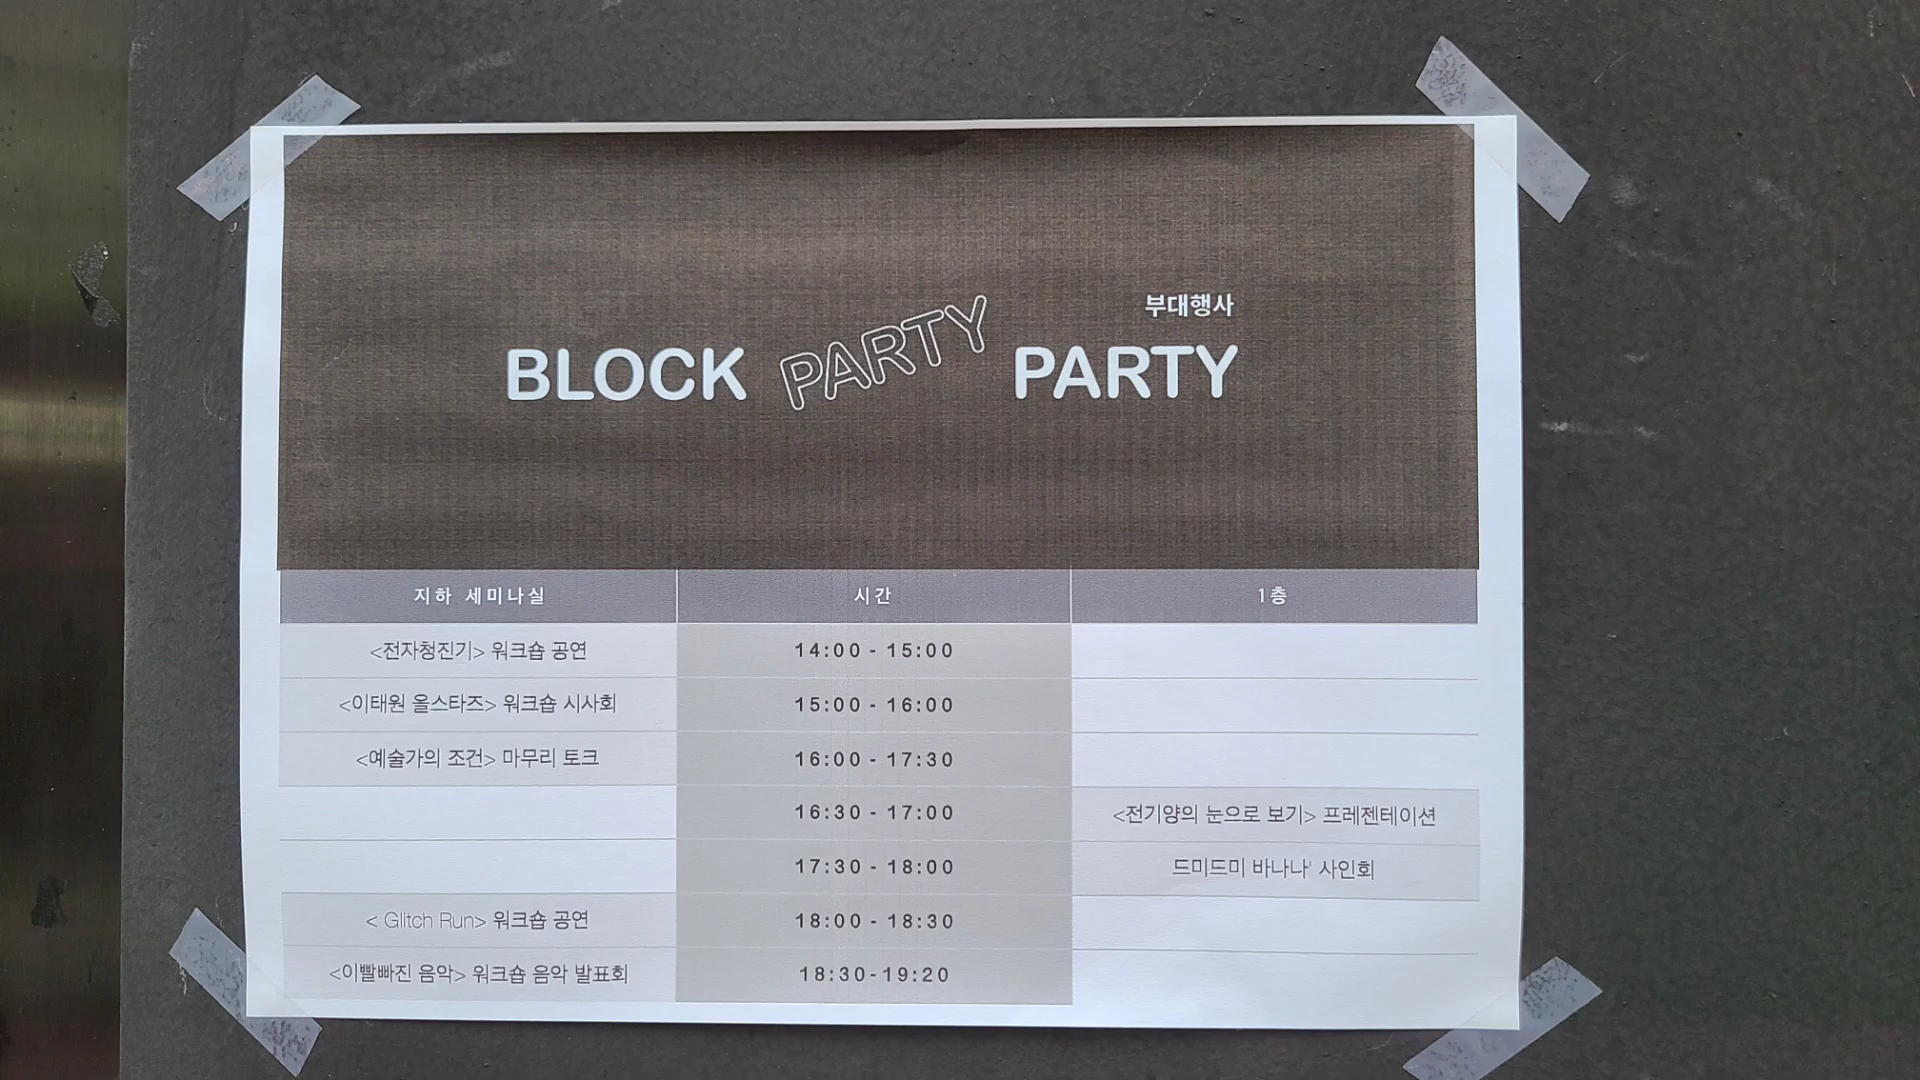 부대행사
BLOCK PARTY PARTY
지하 세미나실 시간 1층
<전자청진기> 워크숍 공연 14:00 - 15:00
<이태원 올스타즈> 워크숍 시사회 15:00 - 16:00
<예술가의 조건> 마무리 토크 16:00 - 17:30
16:30 - 17:00 <전기양의 눈으로 보기> 프레젠테이션
17:30 - 18:00 드미드미 바나나' 사인회
< Glitch Run> 워크숍 공연 18:00 - 18:30
<이빨빠진 음악> 워크숍 음악 발표회 18:30-19:20